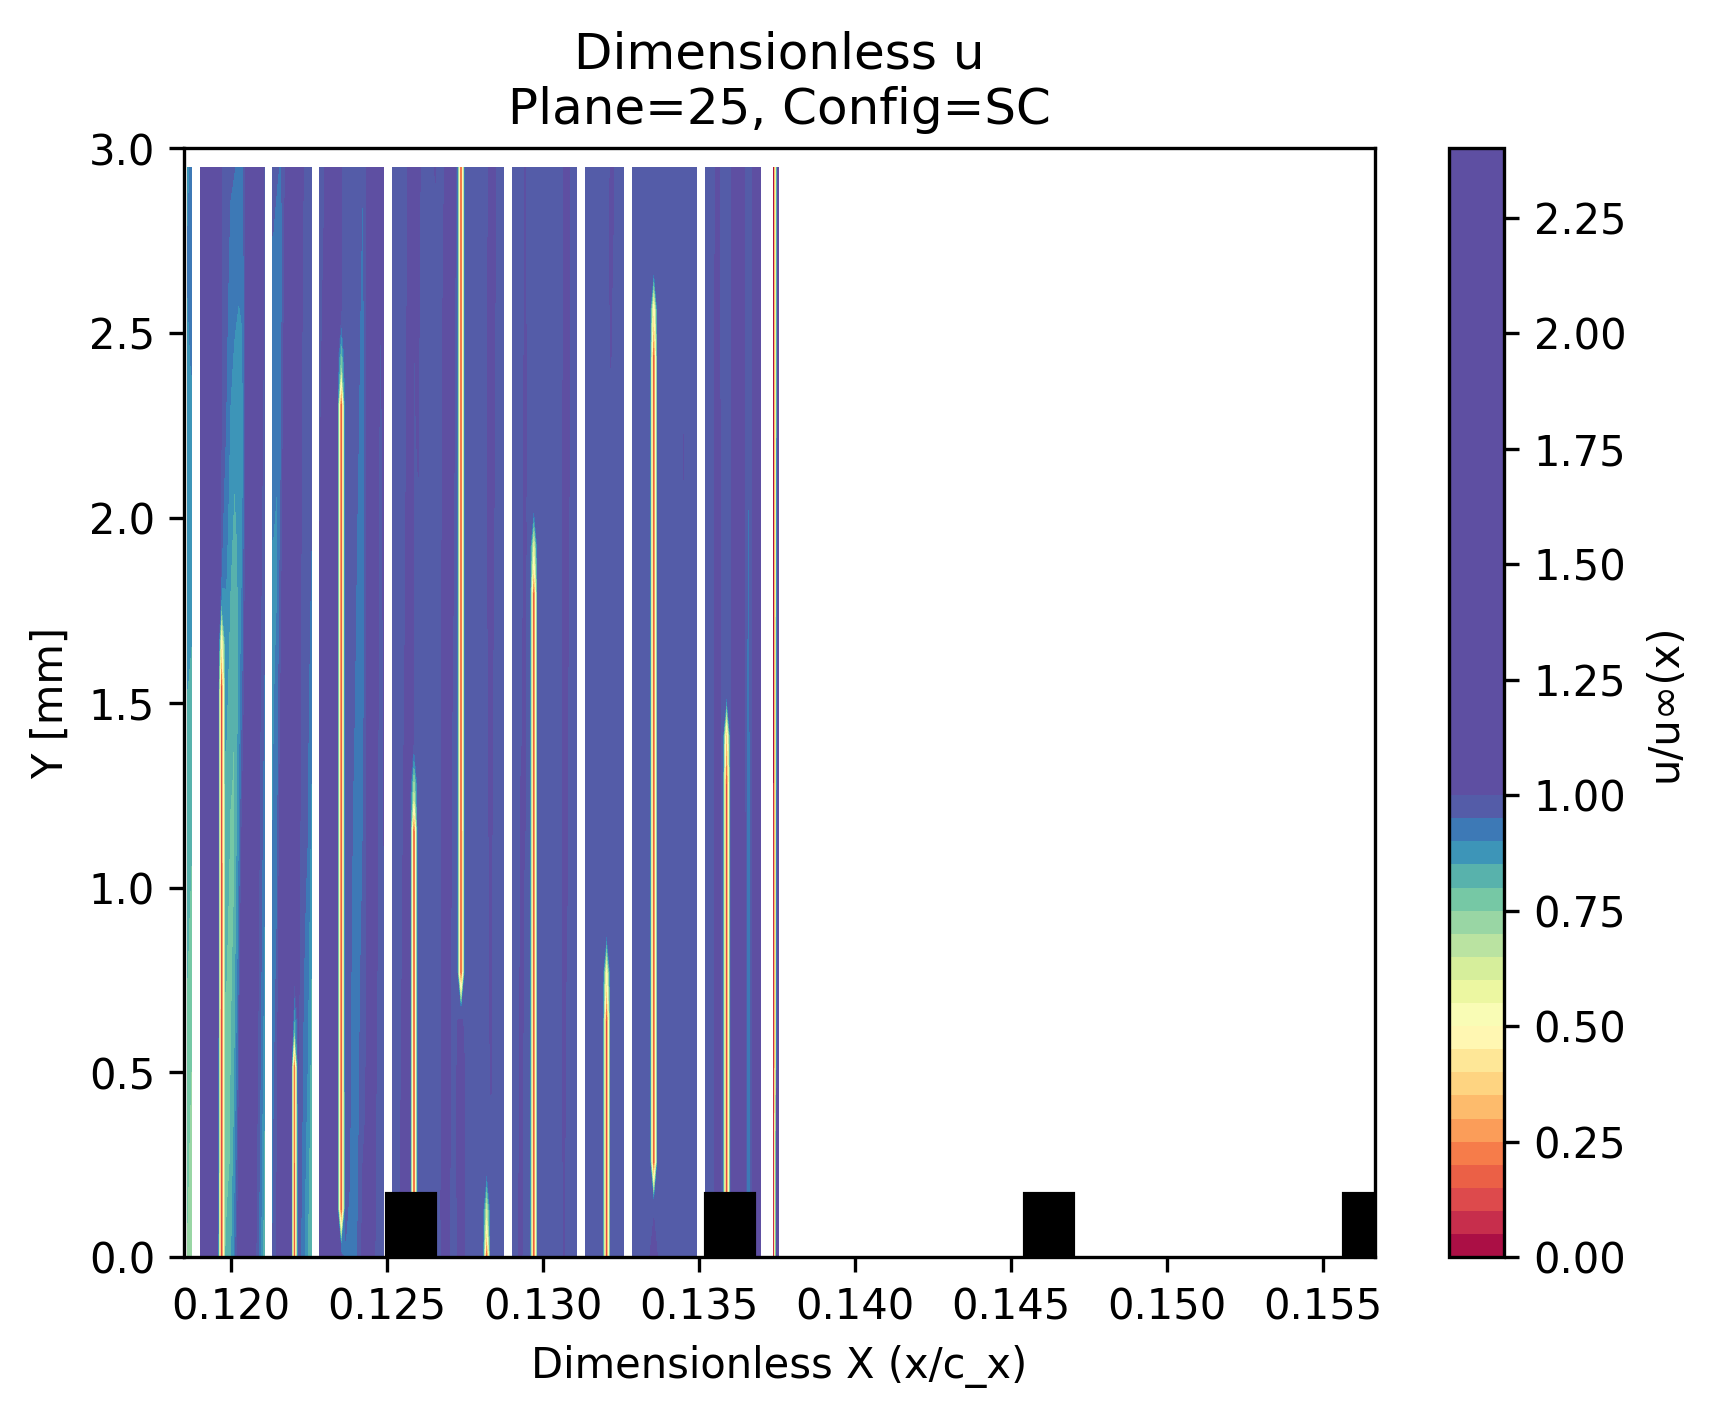 Dimensionless u
Plane=25, Config=SC
3.0
2.5
2.0
1.5
1.0
0.5
0.0
Y [mm]
0.120 0.125 0.130 0.135 0.140 0.145 0.150 0.155
Dimensionless X (x/c_x)
2.25
2.00
1.75
1.50
1.25
1.00
0.75
0.50
0.25
0.00
u/u∞(x)